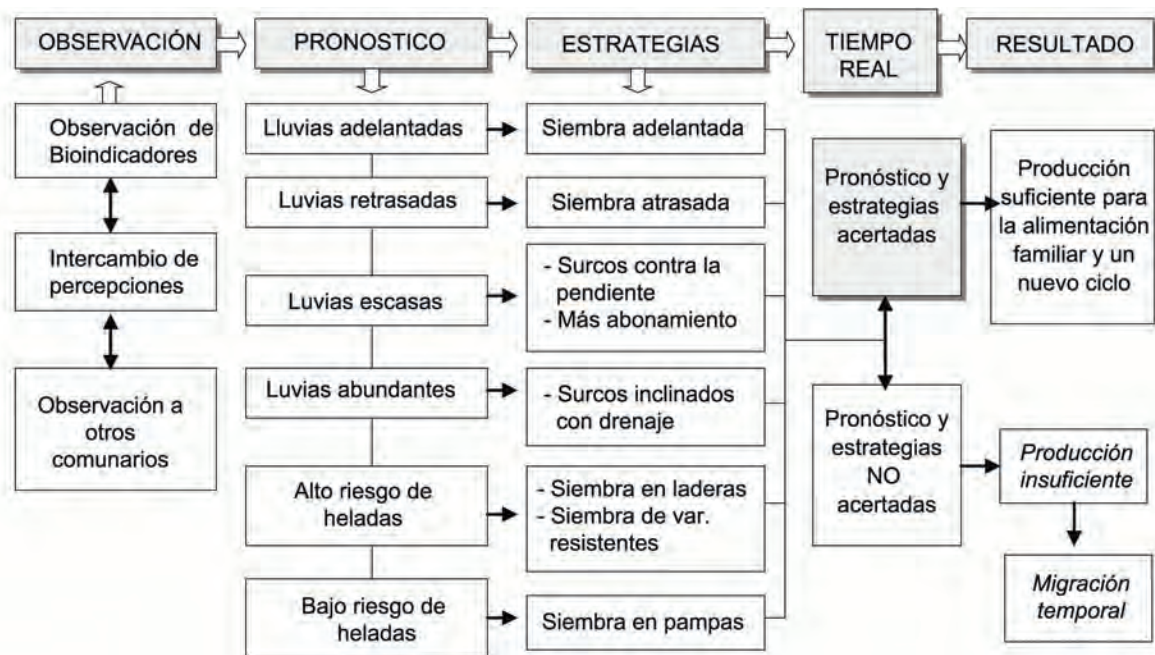 OBSERVACIÓN
PRONOSTICO
ESTRATEGIAS
TIEMPO
REAL
RESULTADO
Observación de
Bioindicadores
Intercambio de
percepciones
Observación a
otros
comunarios
Lluvias adelantadas
Luvias retrasadas
Luvias escasas
Luvias abundantes
Alto riesgo de
heladas
Bajo riesgo de
heladas
Siembra adelantada
Siembra atrasada
- Surcos contra la
pendiente
- Más abonamiento
- Surcos inclinados
con drenaje
- Siembra en laderas
- Siembra de var.
resistentes
Siembra en pampas
Pronóstico y
estrategias
acertadas
Pronóstico y
estrategias
NO
acertadas
Producción
suficiente para
la alimentación
familiar y un
nuevo ciclo
Producción
insuficiente
Migración
temporal